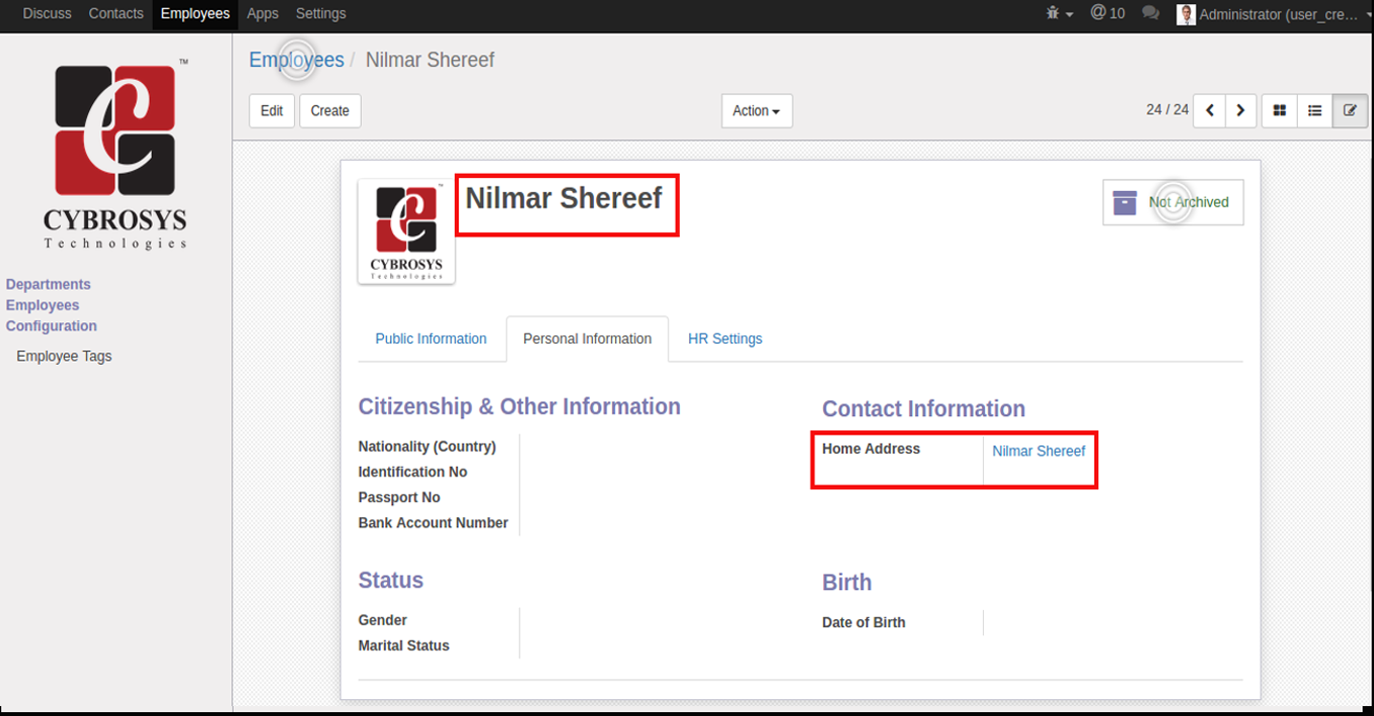 Discuss Contacts Employees Apps Settings @ 10 Administrator (user_cre...
Employees / Nilmar Shereef
Edit Create Action 24 / 24
™
C
CYBROSYS
Technologies
Departments
Employees
Configuration
Employee Tags
™
C
CYBROSYS
Technologies
Nilmar Shereef
Not Archived
Public Information Personal Information HR Settings
Citizenship & Other Information
Nationality (Country)
Identification No
Passport No
Bank Account Number
Contact Information
Home Address Nilmar Shereef
Status
Gender
Marital Status
Birth
Date of Birth